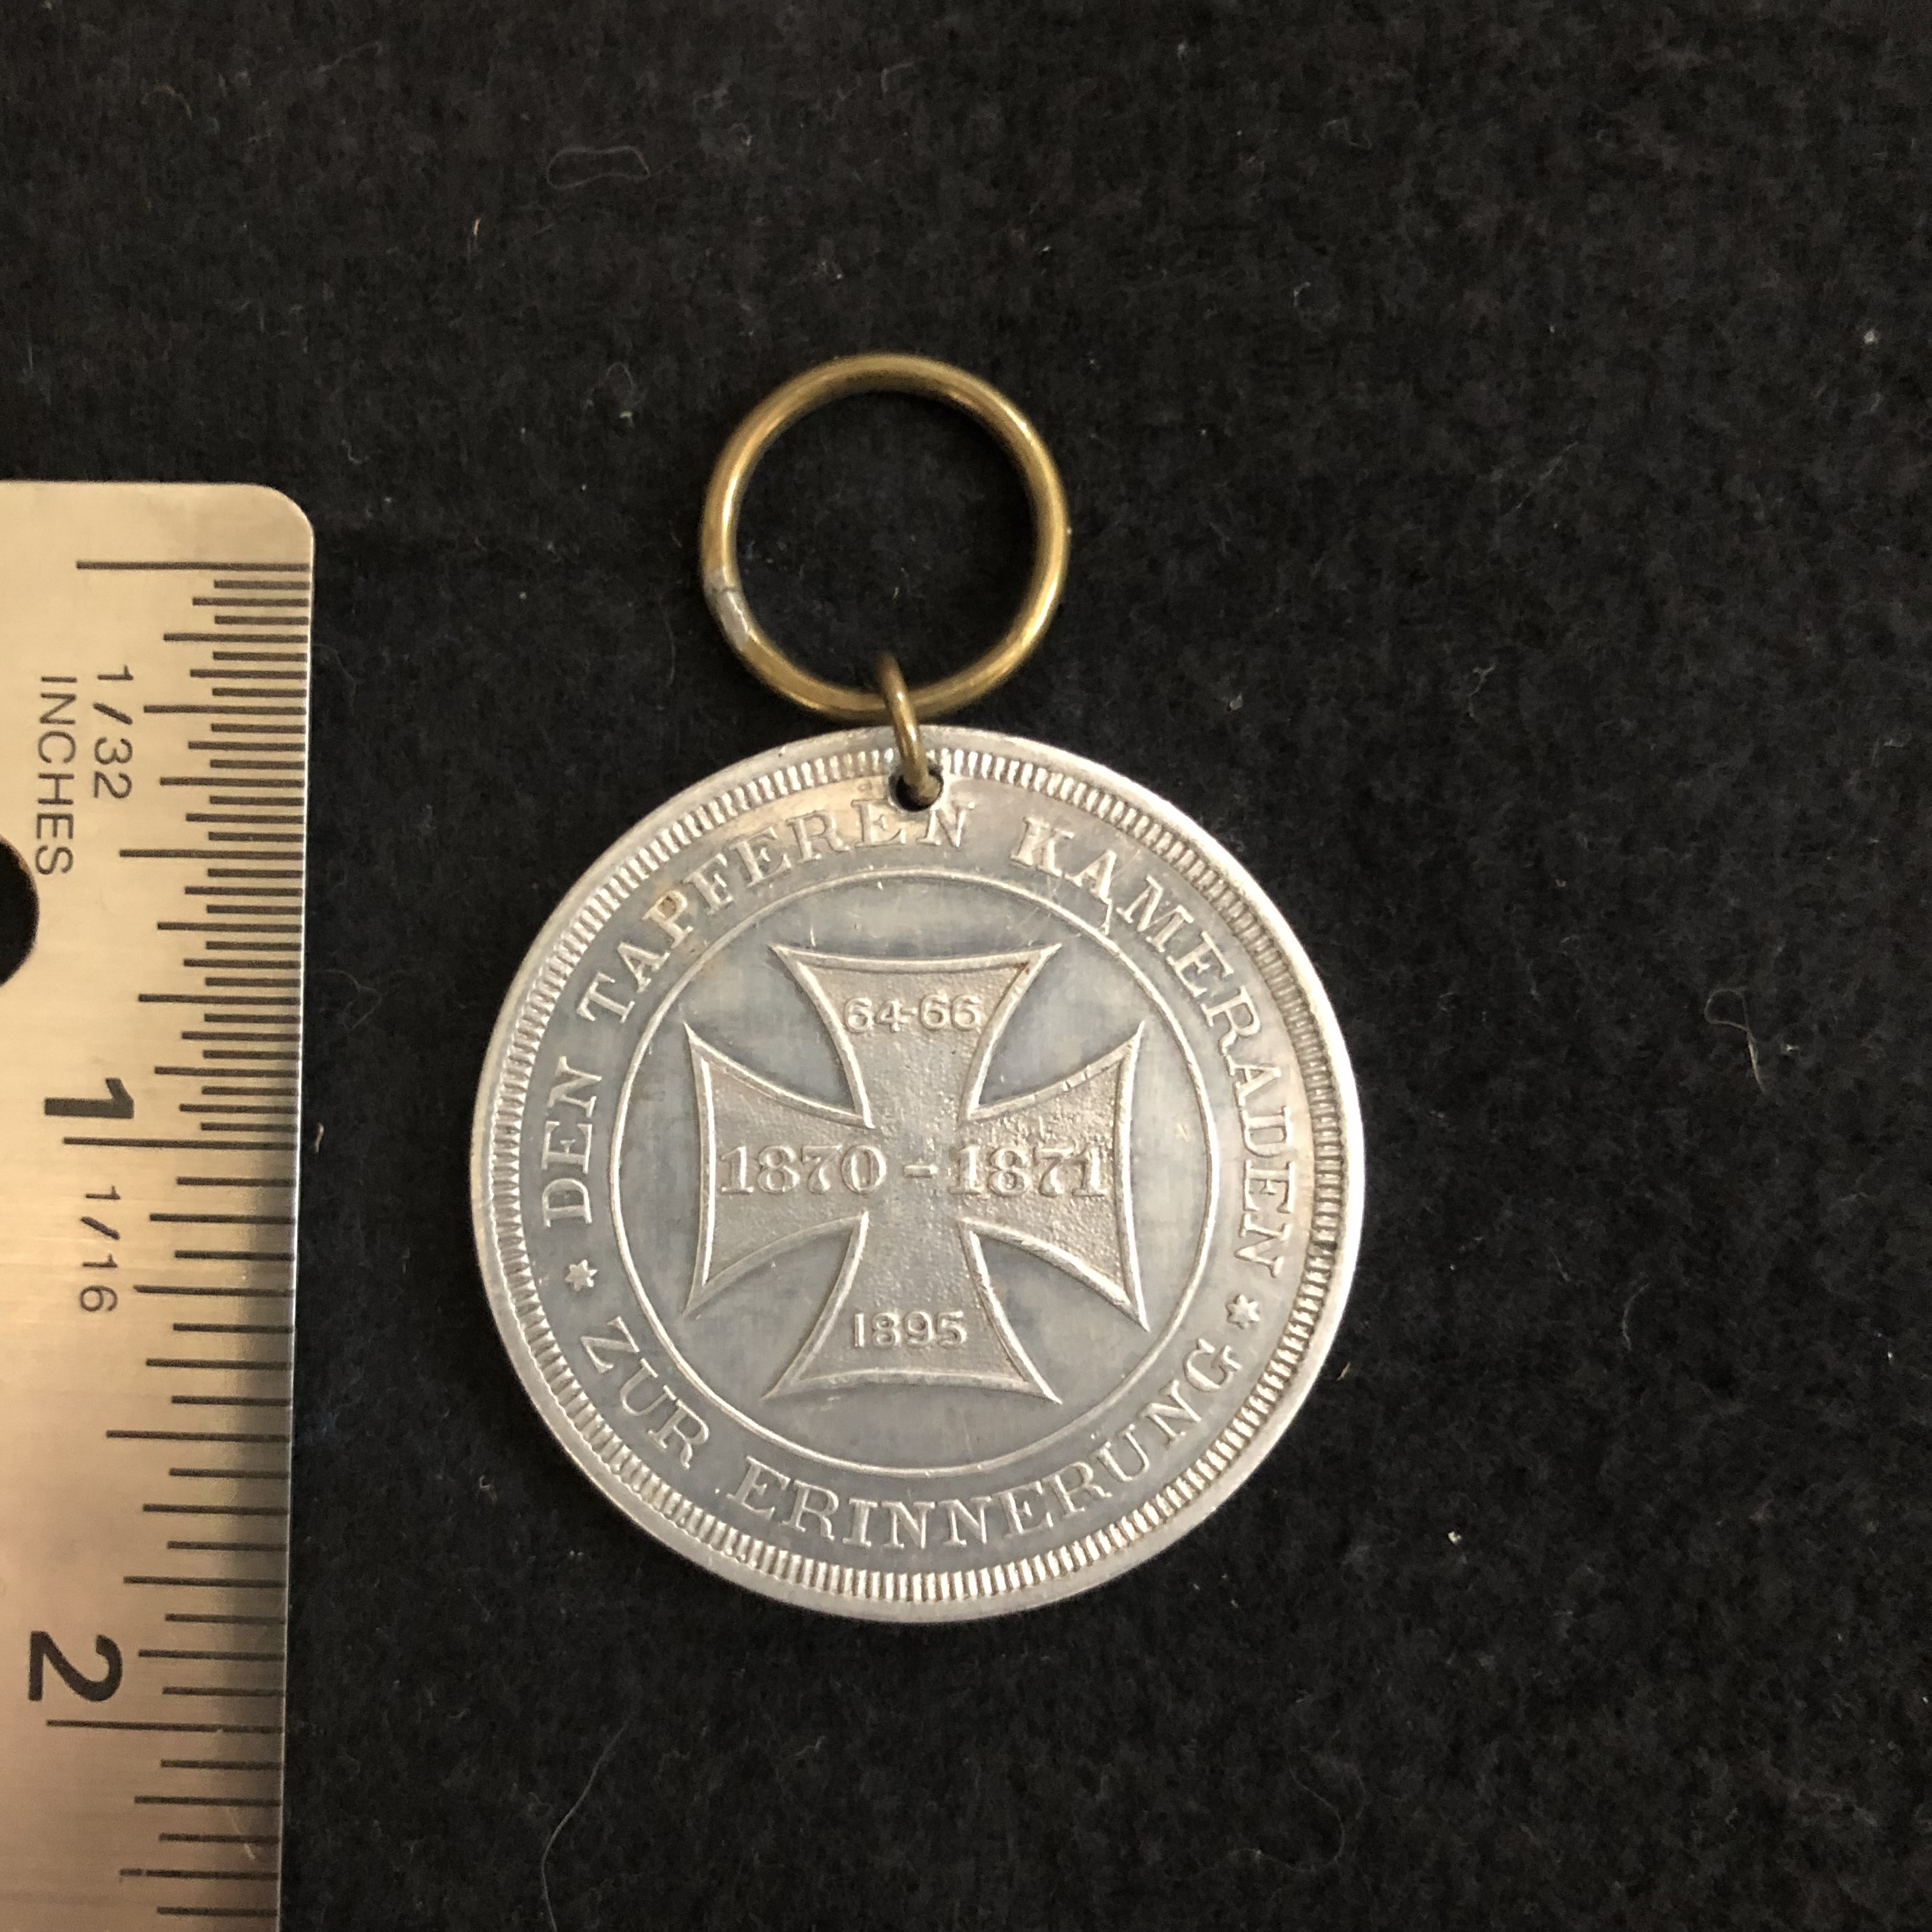 DEN TAPFEREN KAMERADEN
64-66
1870 - 1871
1895
* ZUR ERINNERUNG *
1/32
INCHES
1
1/16
2